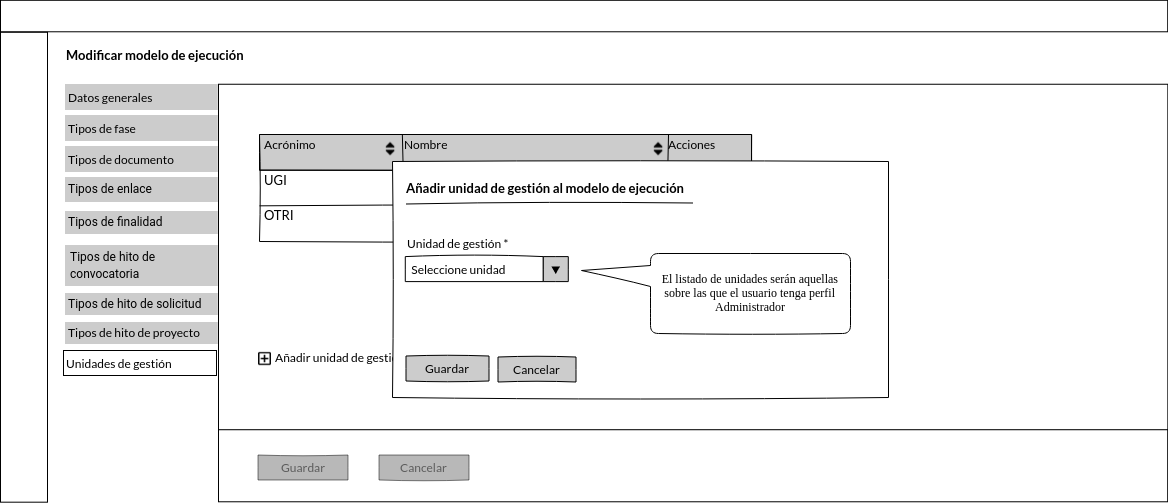 Modificar modelo de ejecución
Datos generales
Tipos de fase
Tipos de documento
Tipos de enlace
Tipos de finalidad
Tipos de hito de
convocatoria
Tipos de hito de solicitud
Tipos de hito de proyecto
Unidades de gestión
Acrónimo Nombre Acciones
UGI
OTRI
Añadir unidad de gesti
Añadir unidad de gestión al modelo de ejecución
Unidad de gestión *
Seleccione unidad
El listado de unidades serán aquellas
sobre las que el usuario tenga perfil
Administrador
Guardar Cancelar
Guardar Cancelar